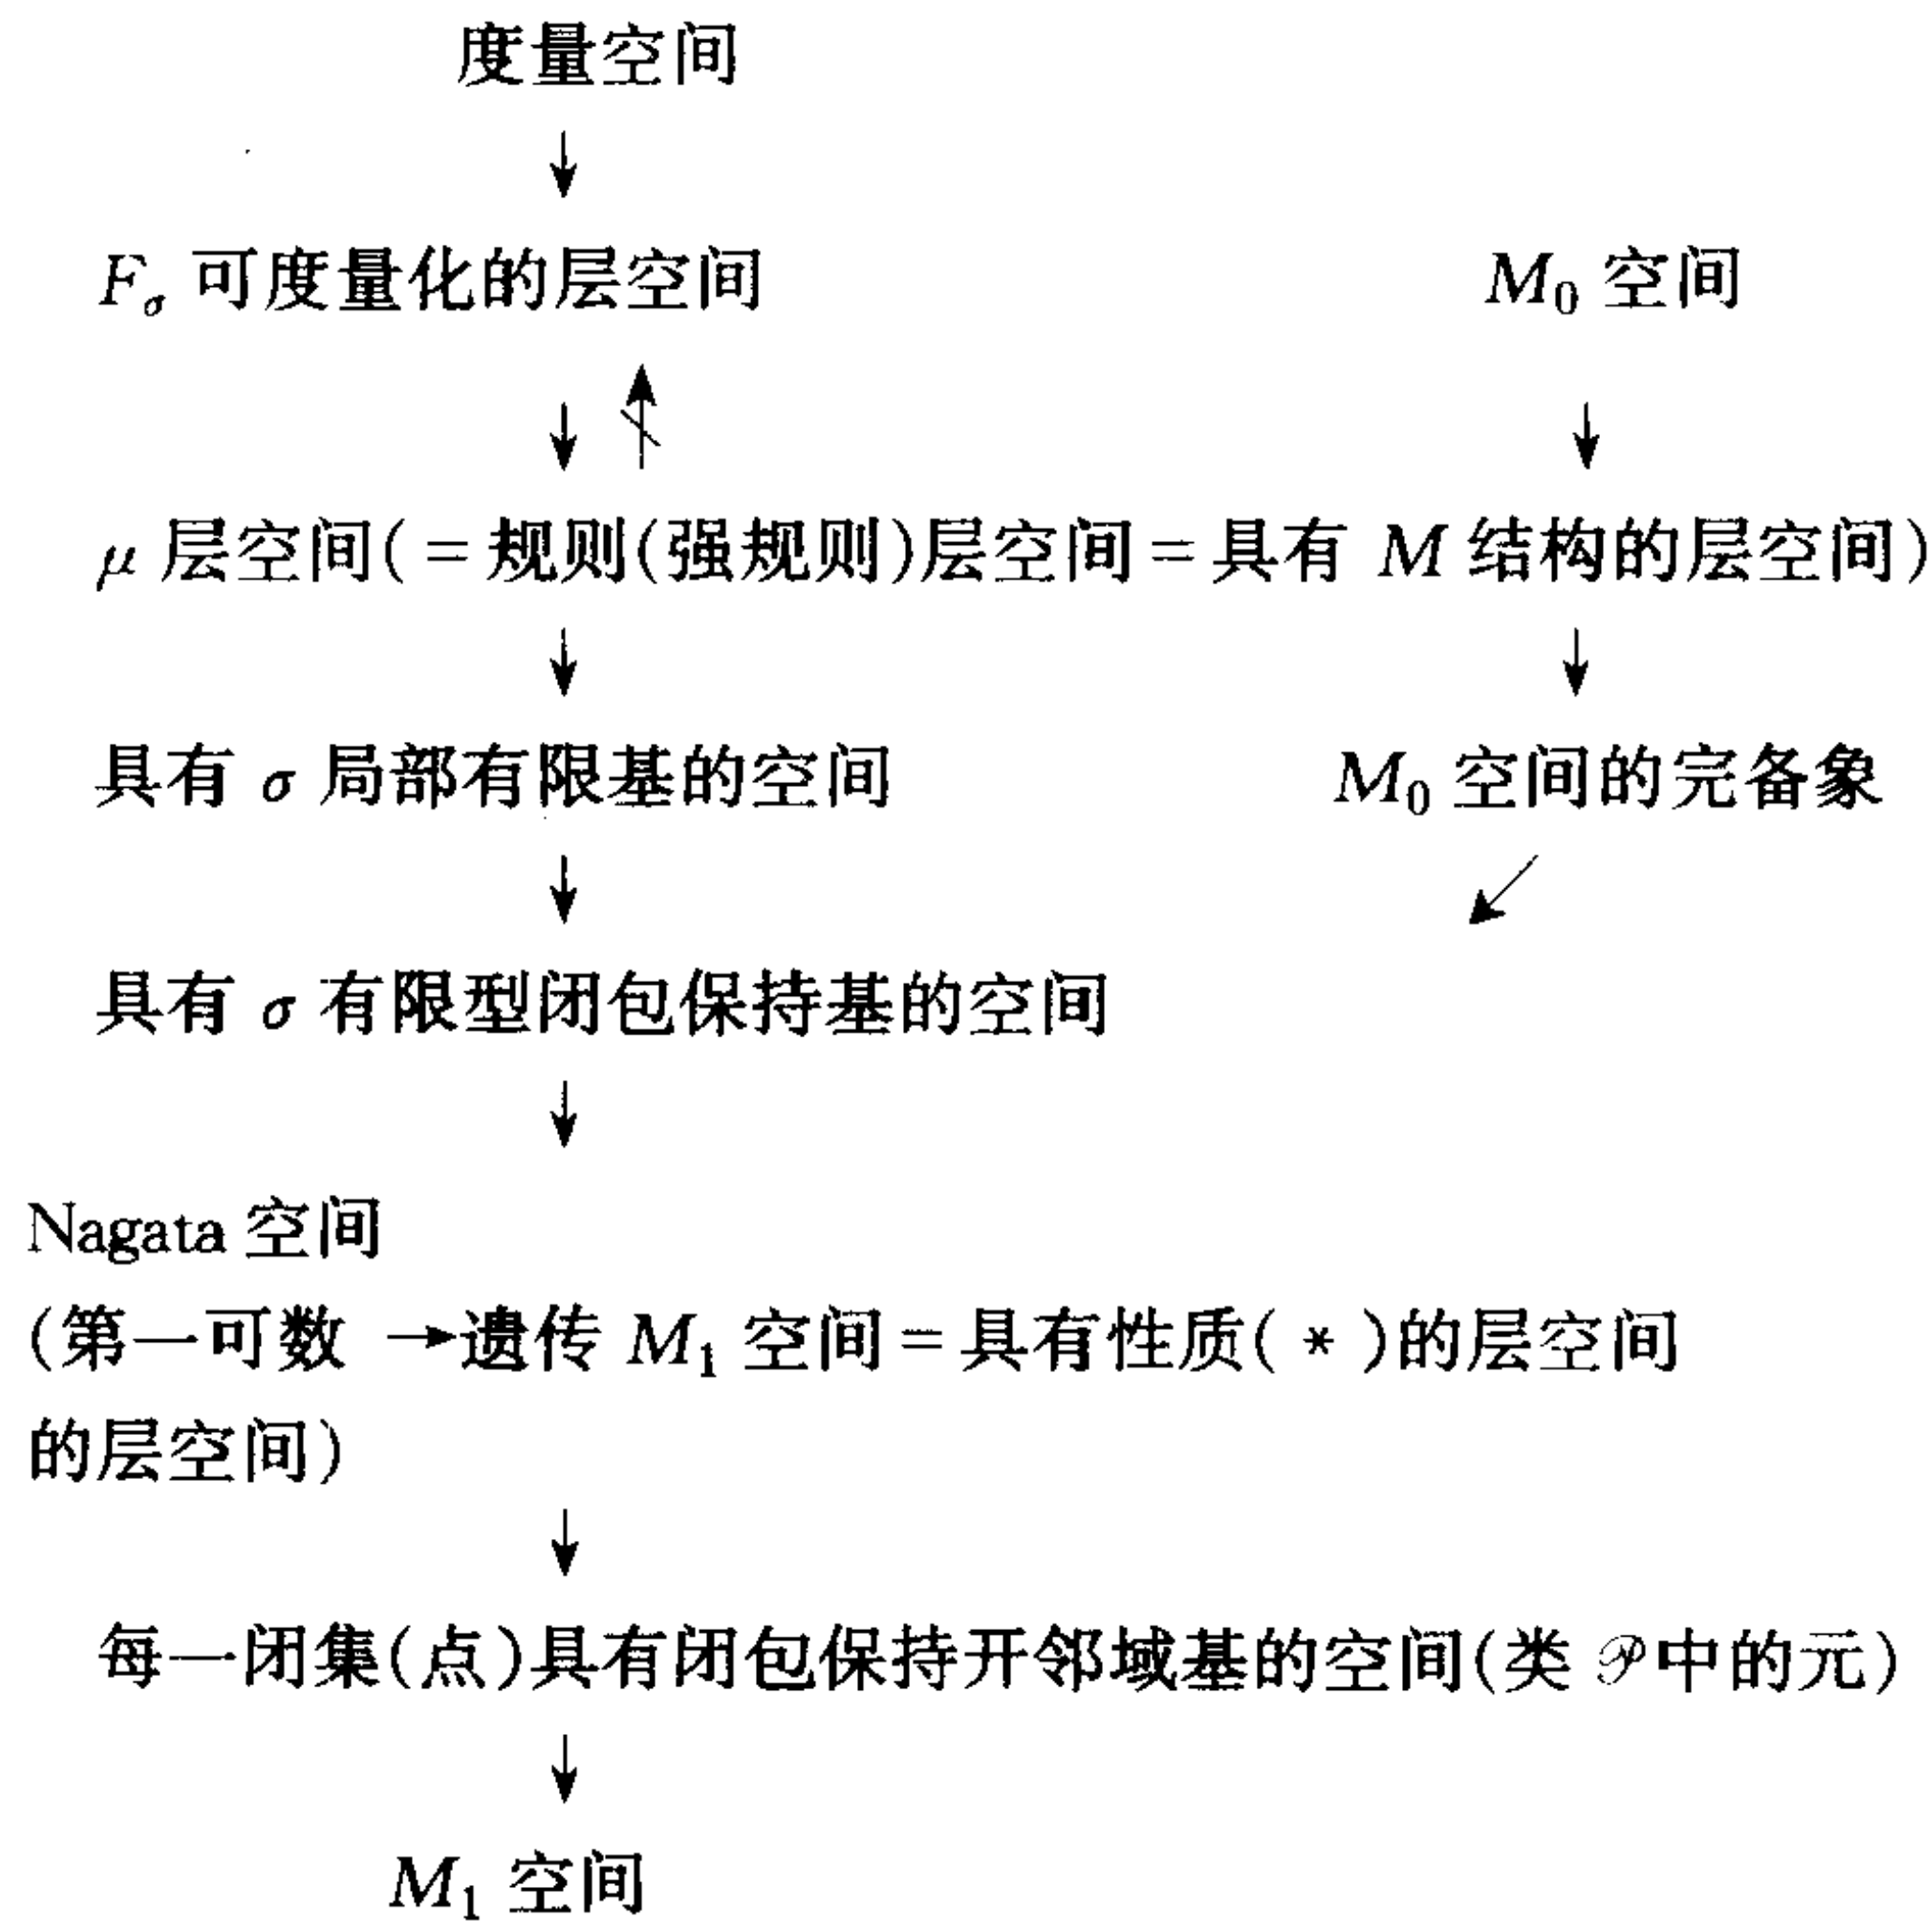 度量空间
↓
F_σ 可度量化的层空间 M₀ 空间
↓ ↑̸ ↓
μ 层空间(=规则(强规则)层空间=具有 M 结构的层空间)
↓ ↓
具有 σ 局部有限基的空间 M₀ 空间的完备象
↓ ↙
具有 σ 有限型闭包保持基的空间
↓
Nagata 空间
(第一可数 →遗传 M₁ 空间=具有性质(*)的层空间
的层空间)
↓
每一闭集(点)具有闭包保持开邻域基的空间(类 𝒫中的元)
↓
M₁ 空间